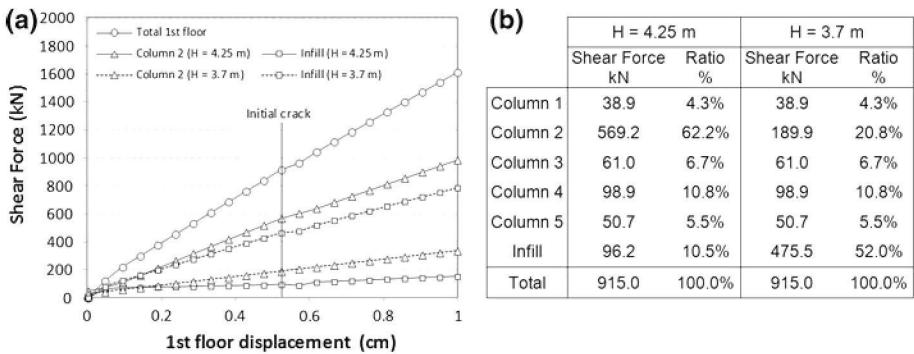 (a)
2000
1800
1600
1400
1200
1000
800
600
400
200
0
Shear Force (kN)
Total 1st floor
Column 2 (H = 4.25 m) Infill (H = 4.25 m)
Column 2 (H = 3.7 m) Infill (H = 3.7 m)
Initial crack
0 0.2 0.4 0.6 0.8 1
1st floor displacement (cm)
(b)
H = 4.25 m H = 3.7 m
Shear Force Ratio Shear Force Ratio
kN % kN %
Column 1 38.9 4.3% 38.9 4.3%
Column 2 569.2 62.2% 189.9 20.8%
Column 3 61.0 6.7% 61.0 6.7%
Column 4 98.9 10.8% 98.9 10.8%
Column 5 50.7 5.5% 50.7 5.5%
Infill 96.2 10.5% 475.5 52.0%
Total 915.0 100.0% 915.0 100.0%